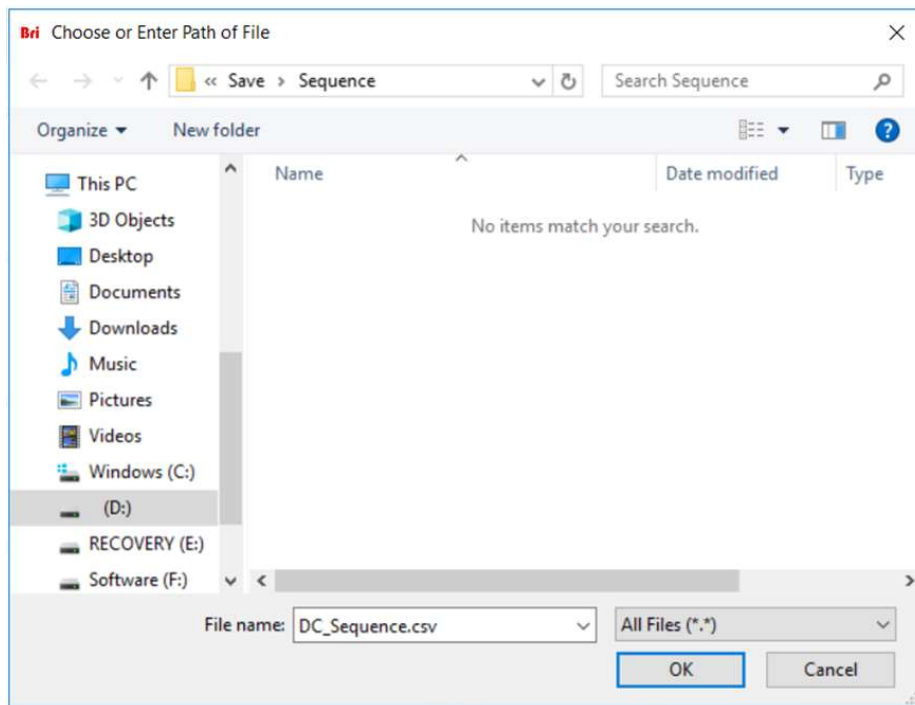 Bri Choose or Enter Path of File
« Save > Sequence
Search Sequence
Organize
New folder
Name
Date modified
Type
No items match your search.
This PC
3D Objects
Desktop
Documents
Downloads
Music
Pictures
Videos
Windows (C:)
(D:)
RECOVERY (E:)
Software (F:)
File name: DC_Sequence.csv
All Files (*.*)
OK
Cancel